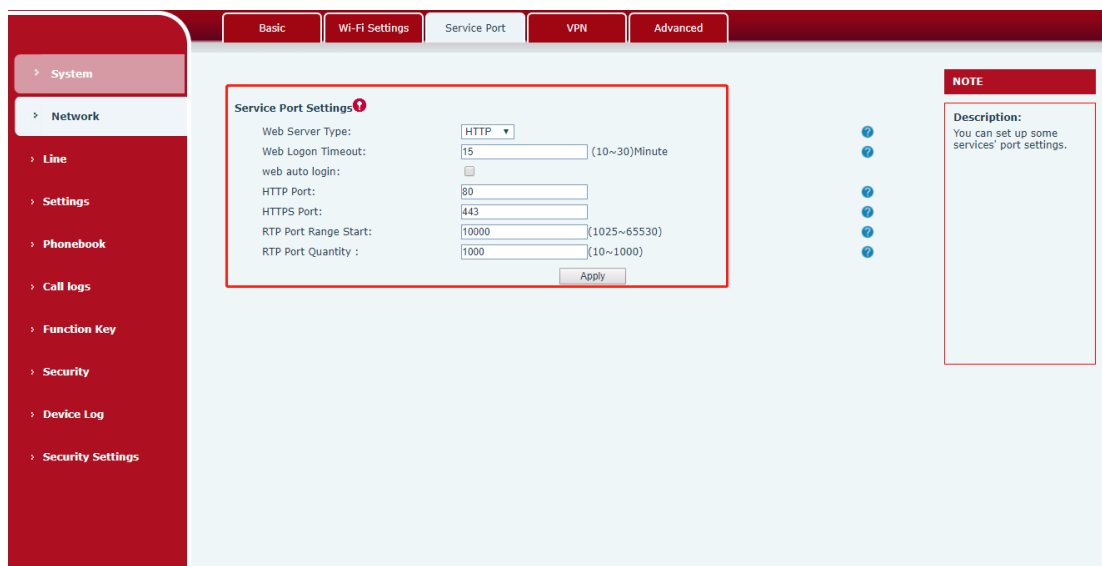 Basic
Wi-Fi Settings
Service Port
VPN
Advanced
System
Network
Line
Settings
Phonebook
Call logs
Function Key
Security
Device Log
Security Settings
Service Port Settings
Web Server Type: HTTP
Web Logon Timeout: 15 (10~30)Minute
web auto login:
HTTP Port: 80
HTTPS Port: 443
RTP Port Range Start: 10000 (1025~65530)
RTP Port Quantity : 1000 (10~1000)
Apply
NOTE
Description:
You can set up some
services' port settings.